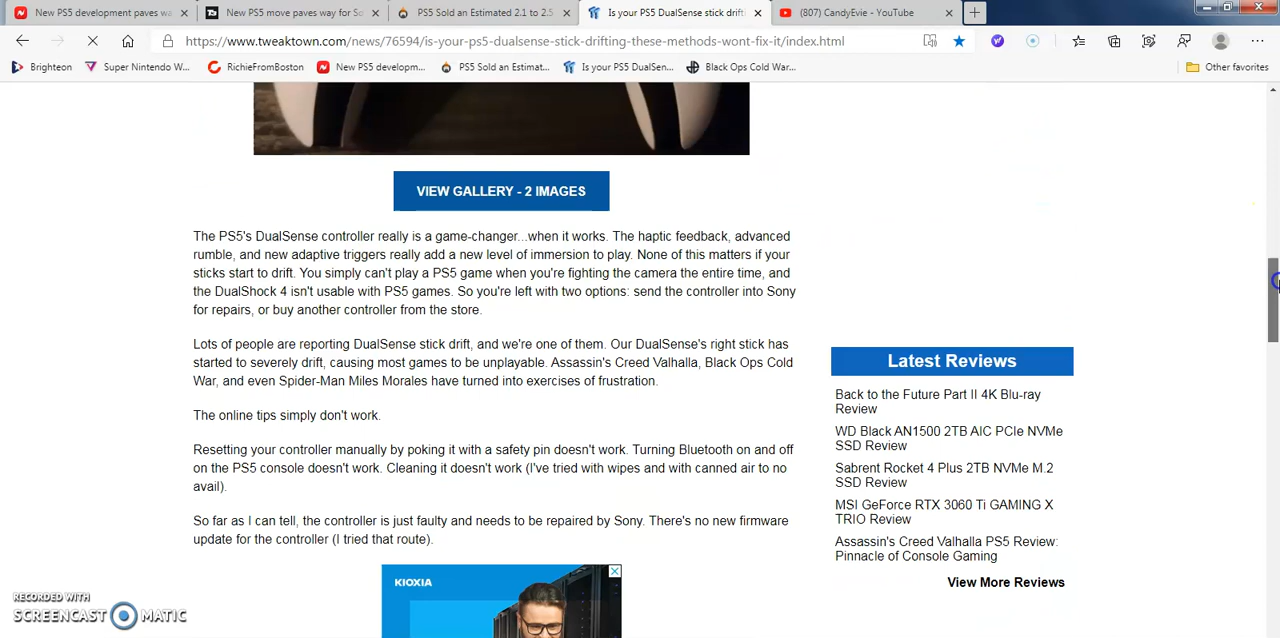 New PS5 development paves wa
New PS5 move paves way for So
PS5 Sold an Estimated 2.1 to 2.5
Is your PS5 DualSense stick drifti
(807) CandyEvie - YouTube
https://www.tweaktown.com/news/76594/is-your-ps5-dualsense-stick-drifting-these-methods-wont-fix-it/index.html
Brighteon
Super Nintendo W...
RichieFromBoston
New PS5 developm...
PS5 Sold an Estimat...
Is your PS5 DualSen...
Black Ops Cold War...
Other favorites
VIEW GALLERY - 2 IMAGES
The PS5's DualSense controller really is a game-changer...when it works. The haptic feedback, advanced
rumble, and new adaptive triggers really add a new level of immersion to play. None of this matters if your
sticks start to drift. You simply can't play a PS5 game when you're fighting the camera the entire time, and
the DualShock 4 isn't usable with PS5 games. So you're left with two options: send the controller into Sony
for repairs, or buy another controller from the store.
Lots of people are reporting DualSense stick drift, and we're one of them. Our DualSense's right stick has
started to severely drift, causing most games to be unplayable. Assassin's Creed Valhalla, Black Ops Cold
War, and even Spider-Man Miles Morales have turned into exercises of frustration.
The online tips simply don't work.
Resetting your controller manually by poking it with a safety pin doesn't work. Turning Bluetooth on and off
on the PS5 console doesn't work. Cleaning it doesn't work (I've tried with wipes and with canned air to no
avail).
So far as I can tell, the controller is just faulty and needs to be repaired by Sony. There's no new firmware
update for the controller (I tried that route).
Latest Reviews
Back to the Future Part II 4K Blu-ray
Review
WD Black AN1500 2TB AIC PCIe NVMe
SSD Review
Sabrent Rocket 4 Plus 2TB NVMe M.2
SSD Review
MSI GeForce RTX 3060 Ti GAMING X
TRIO Review
Assassin's Creed Valhalla PS5 Review:
Pinnacle of Console Gaming
View More Reviews
KIOXIA
RECORDED WITH
SCREENCAST MATIC